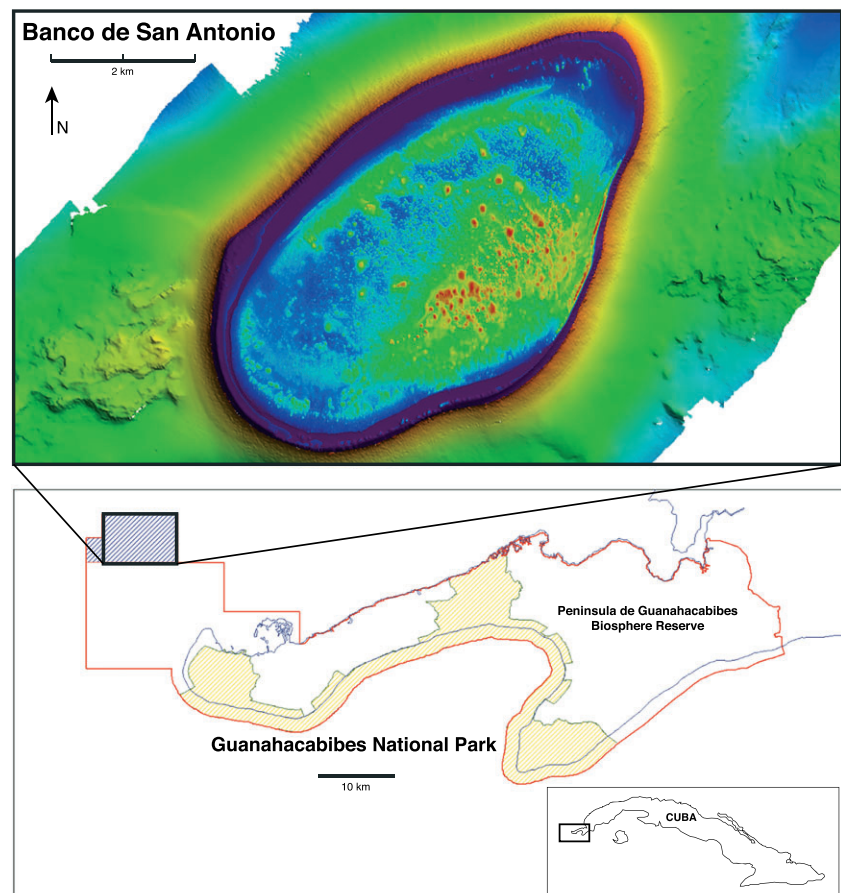 Banco de San Antonio
2 km
N
Peninsula de Guanahacabibes
Biosphere Reserve
Guanahacabibes National Park
10 km
CUBA